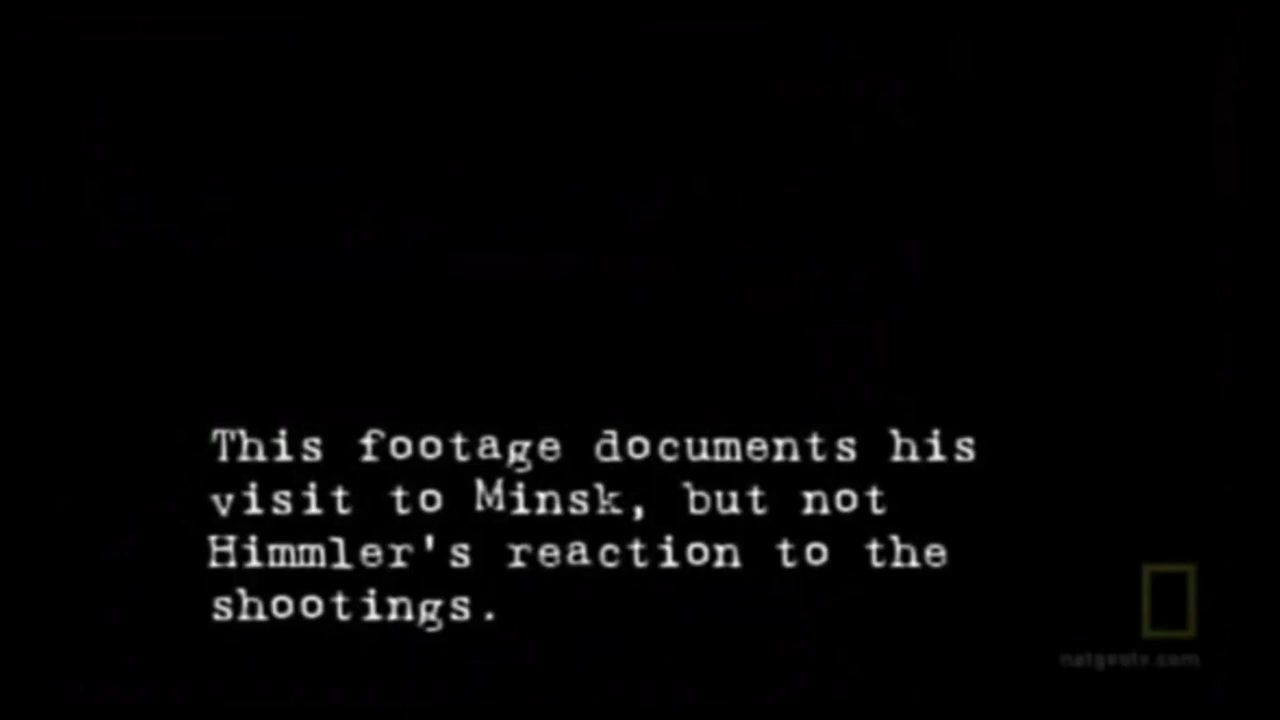 This footage documents his
visit to Minsk, but not
Himmler's reaction to the
shootings.